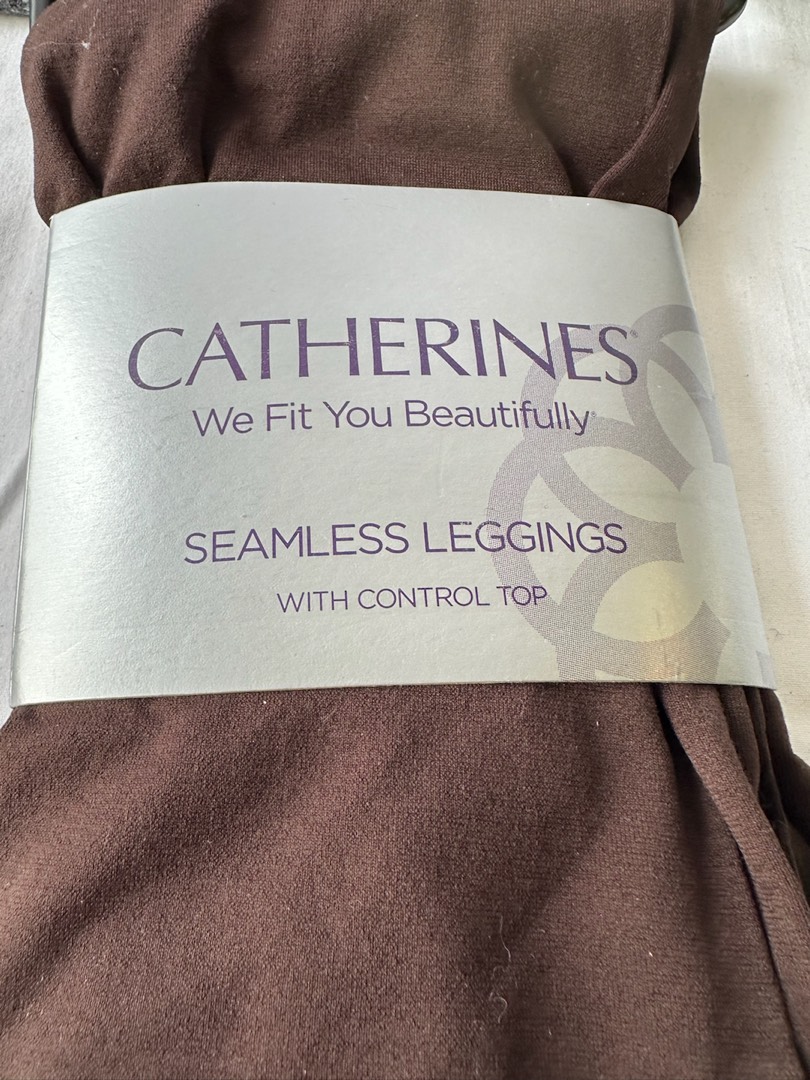 CATHERINES®
We Fit You Beautifully®
SEAMLESS LEGGINGS
WITH CONTROL TOP